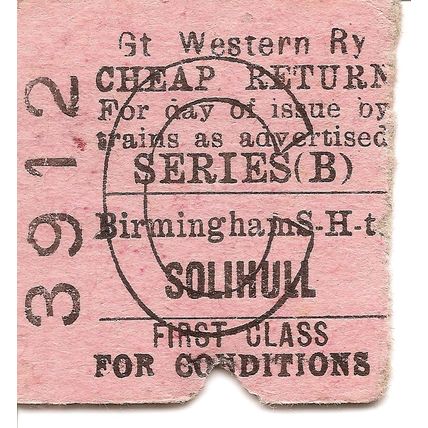 Gt Western Ry
CHEAP RETURN
For day of issue by
trains as advertised
SERIES(B)
BirminghamS-H-t.
SOLIHULL
FIRST CLASS
FOR CONDITIONS
3912
C